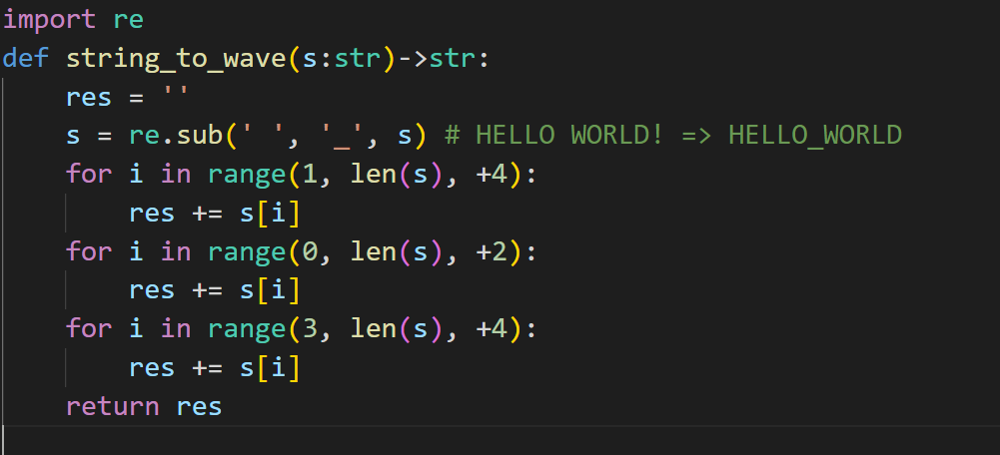 import re
def string_to_wave(s:str)->str:
    res = ''
    s = re.sub(' ', '_', s) # HELLO WORLD! => HELLO_WORLD
    for i in range(1, len(s), +4):
        res += s[i]
    for i in range(0, len(s), +2):
        res += s[i]
    for i in range(3, len(s), +4):
        res += s[i]
    return res